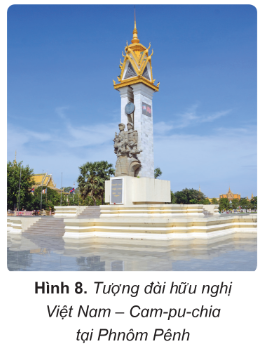 Hình 8. Tượng đài hữu nghị
Việt Nam – Cam-pu-chia
tại Phnôm Pênh